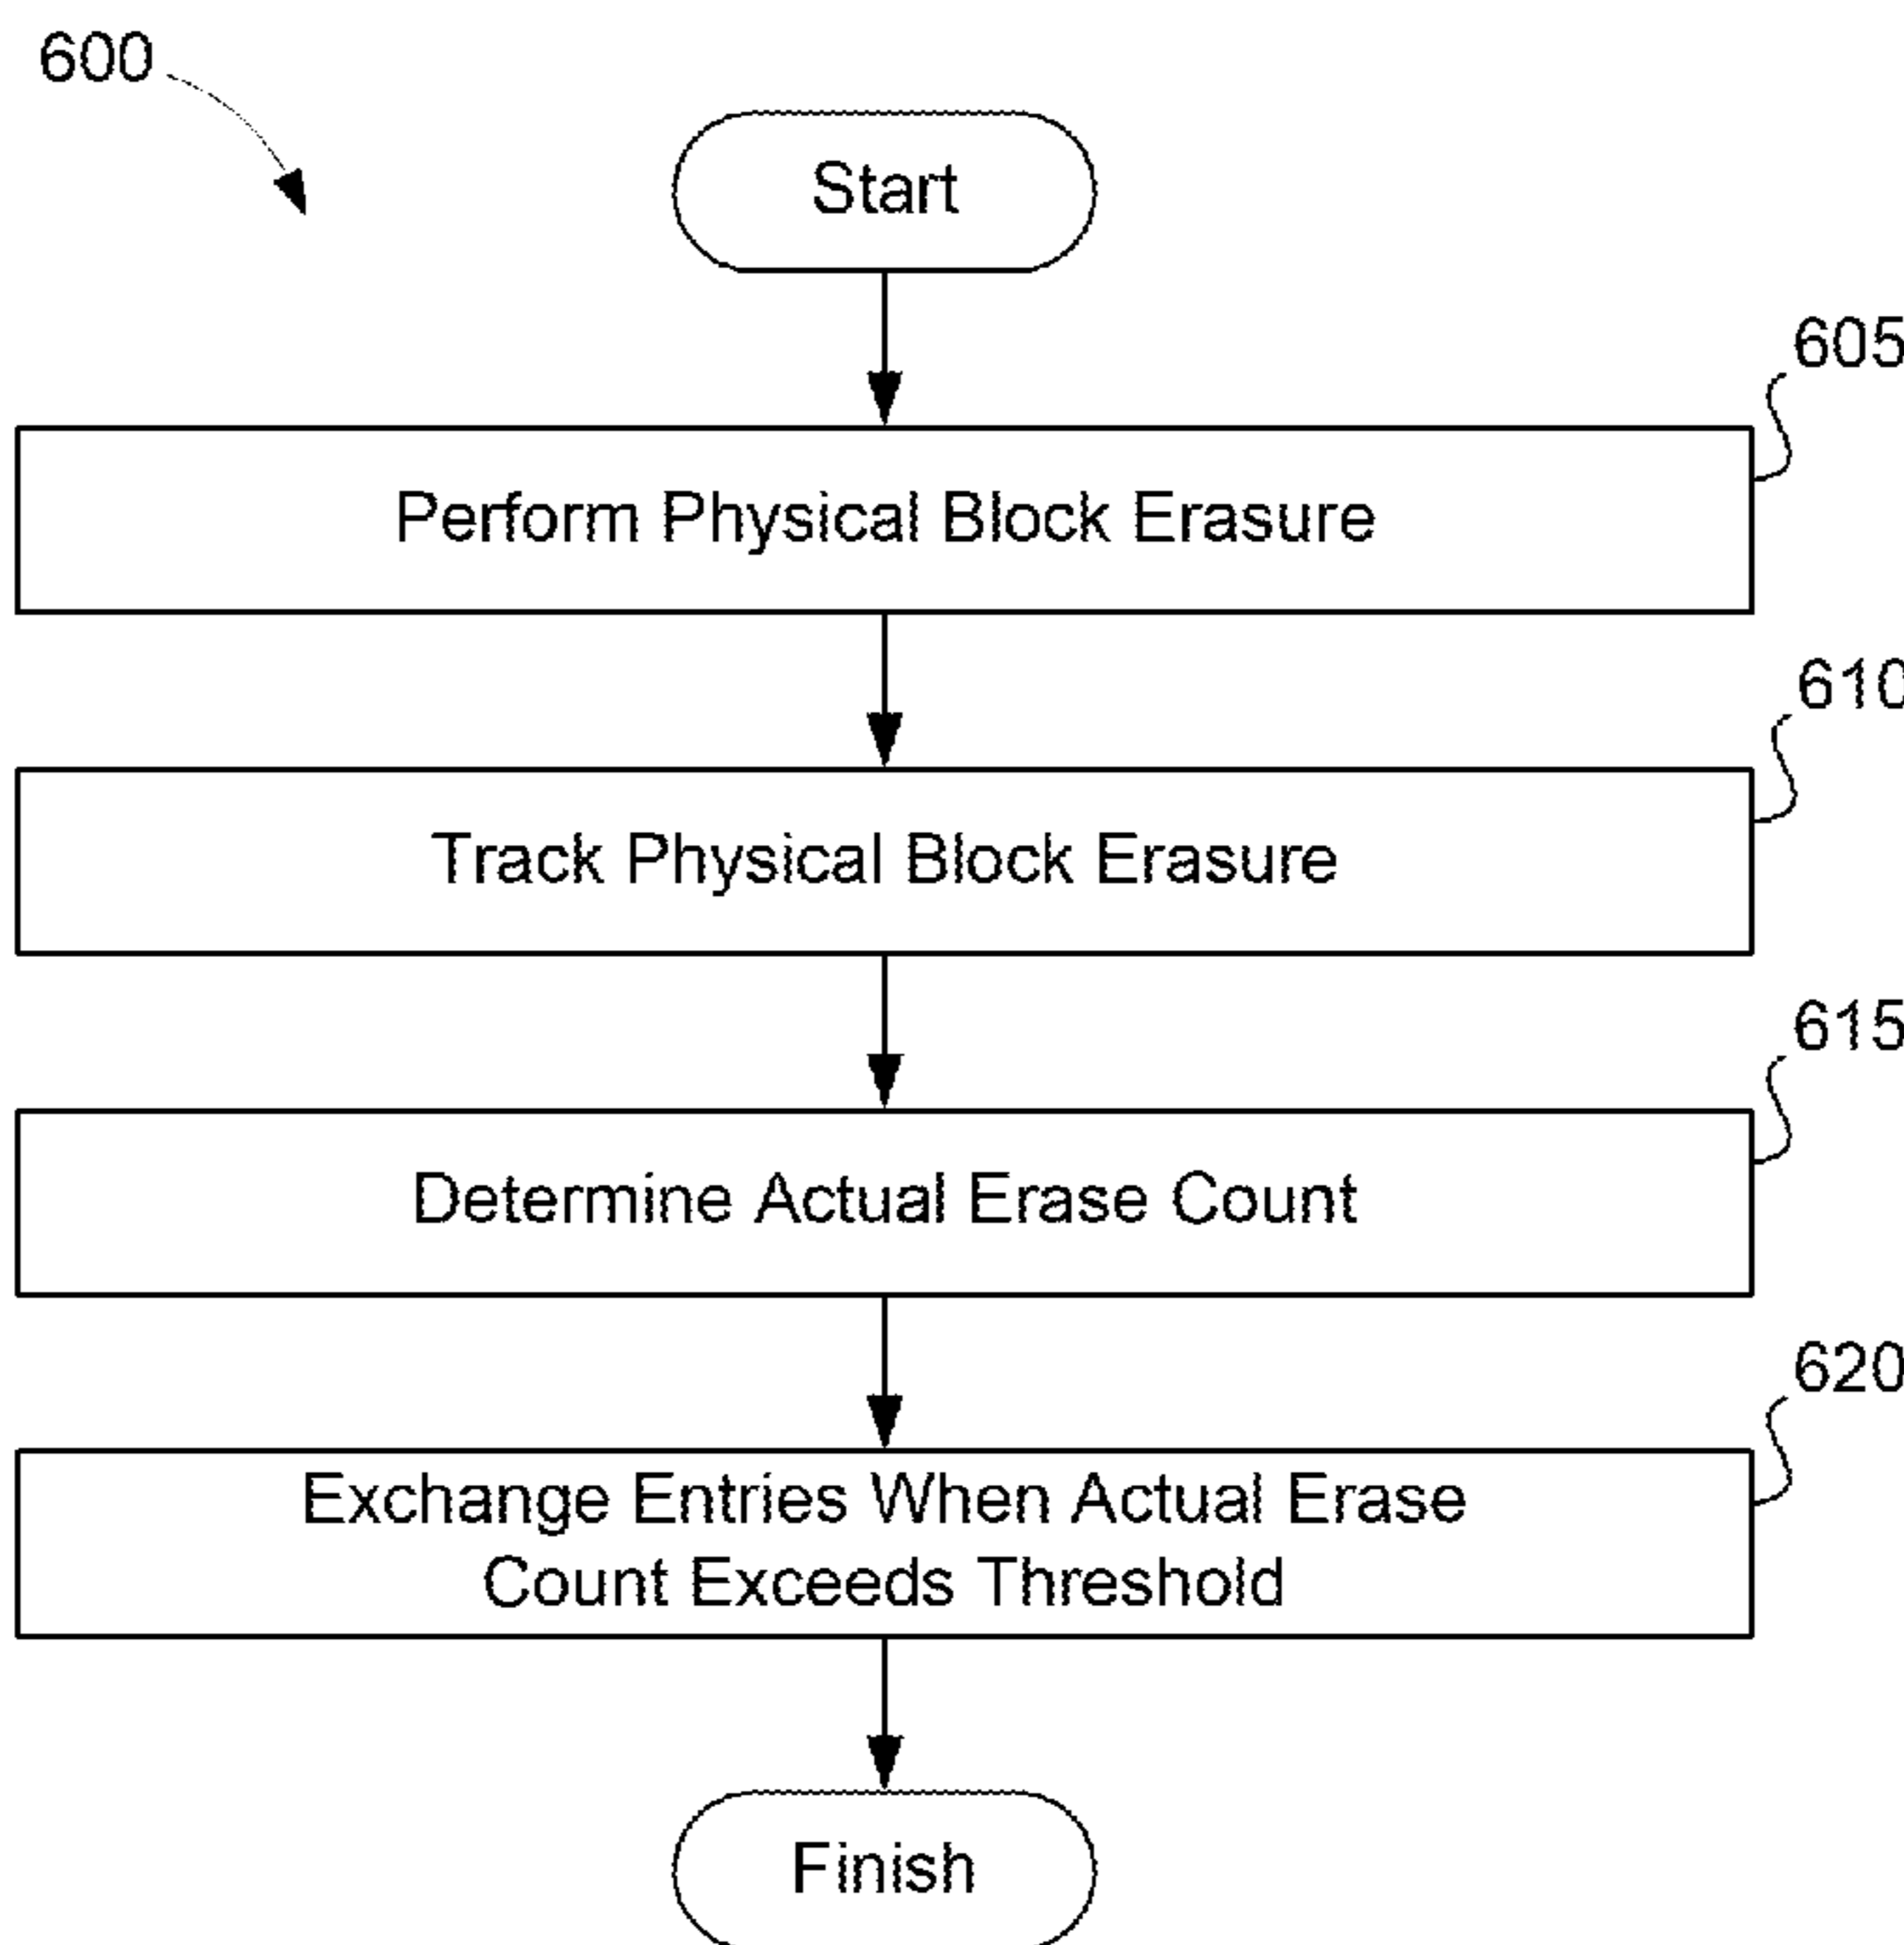 600
Start
605
Perform Physical Block Erasure
610
Track Physical Block Erasure
615
Determine Actual Erase Count
620
Exchange Entries When Actual Erase
Count Exceeds Threshold
Finish